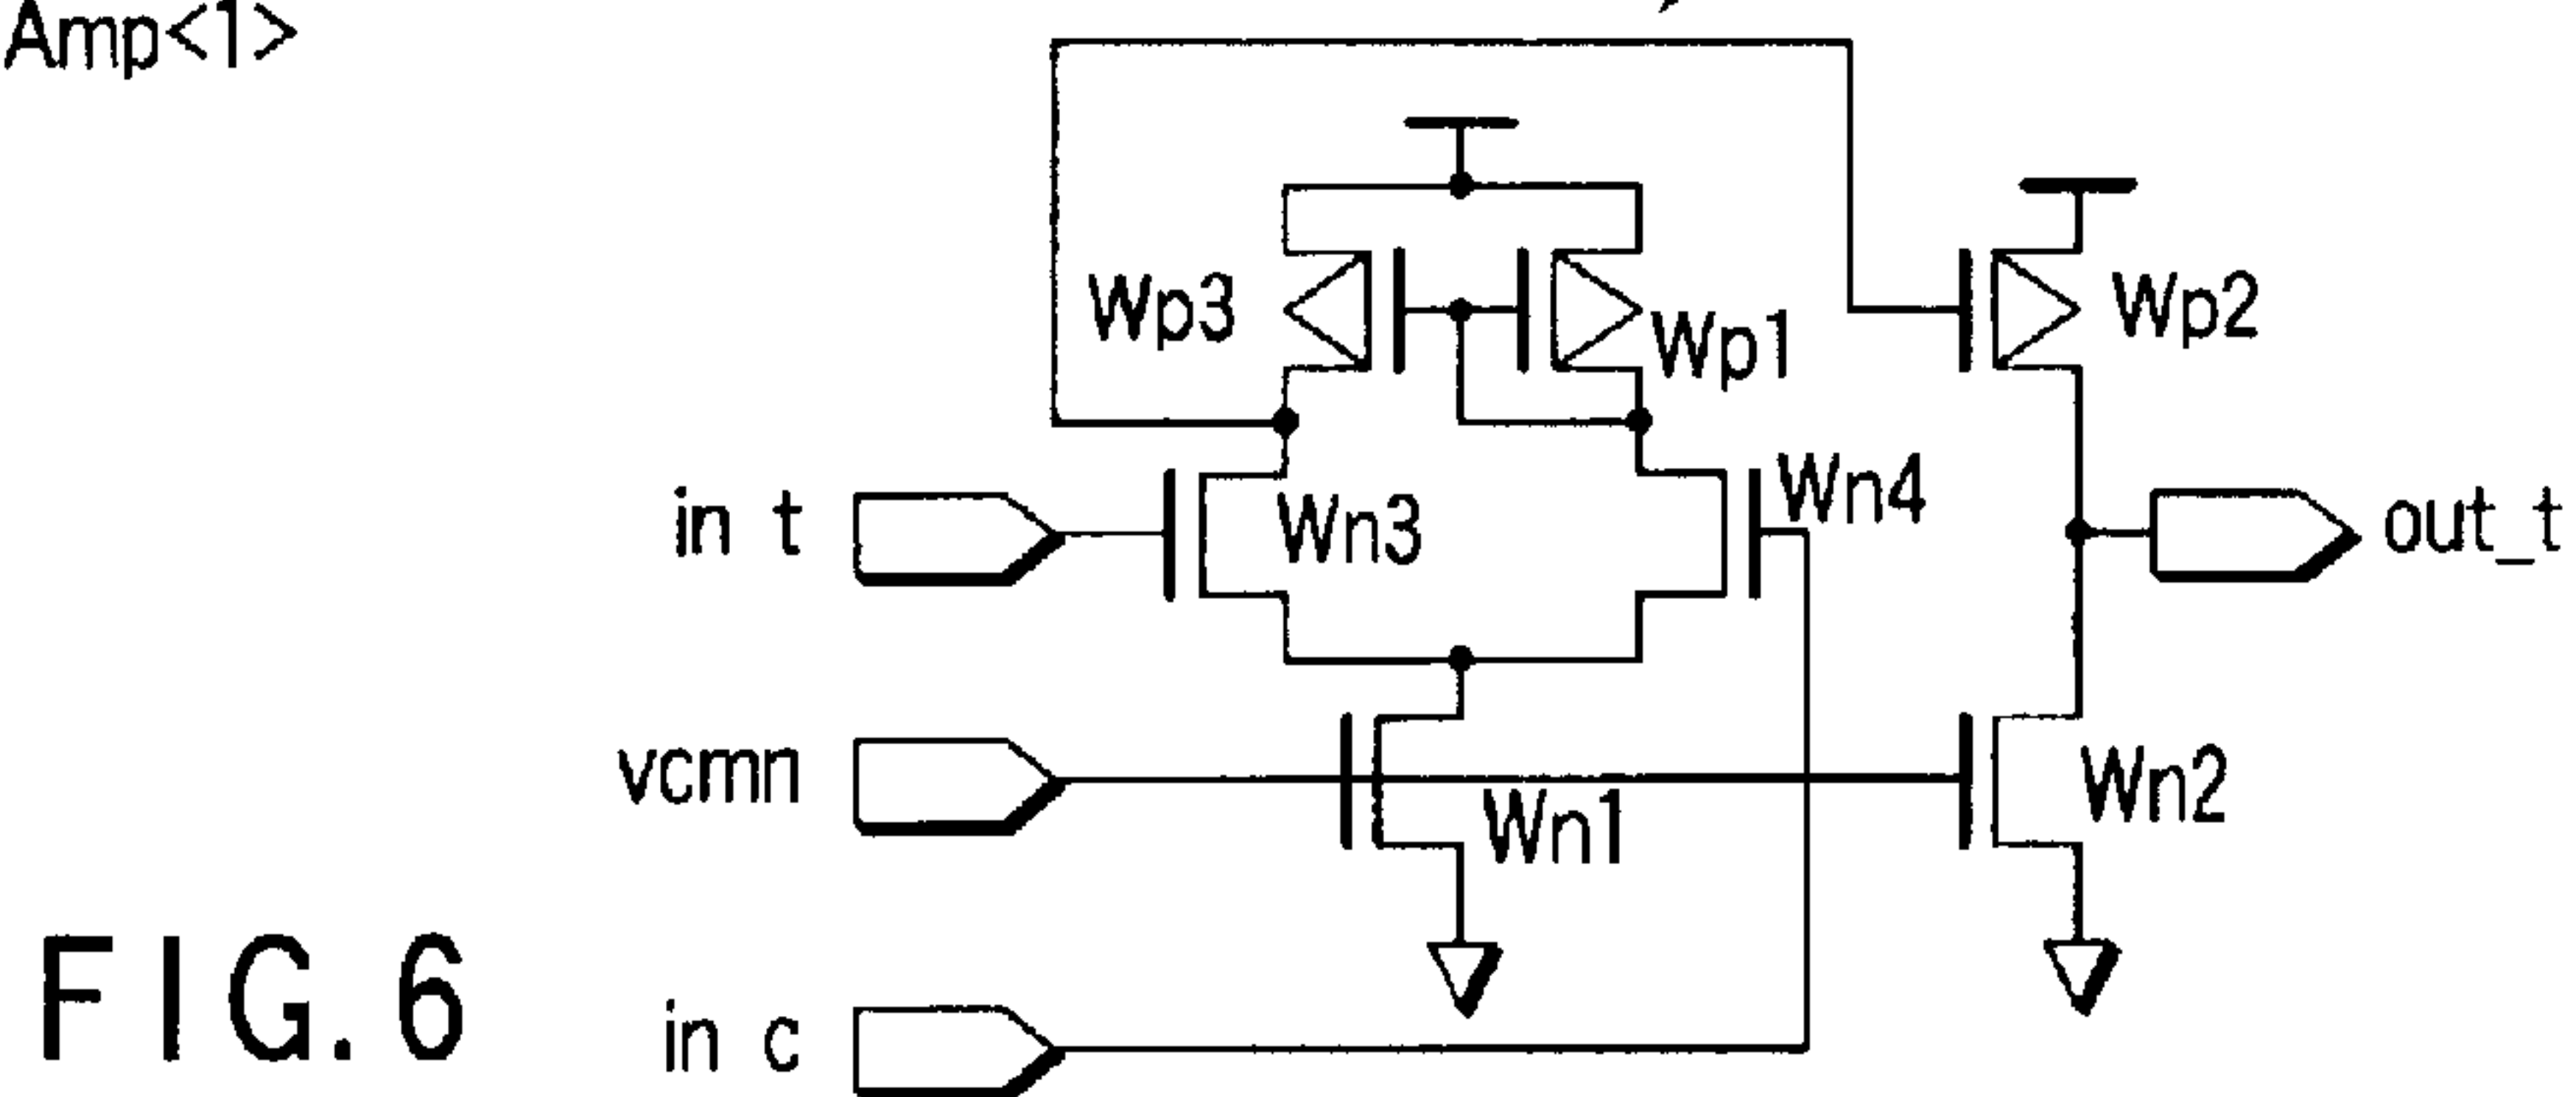 Amp<1>
Wp3
Wp1
Wp2
in t
Wn3
Wn4
out_t
vcmn
Wn1
Wn2
FIG. 6
in c